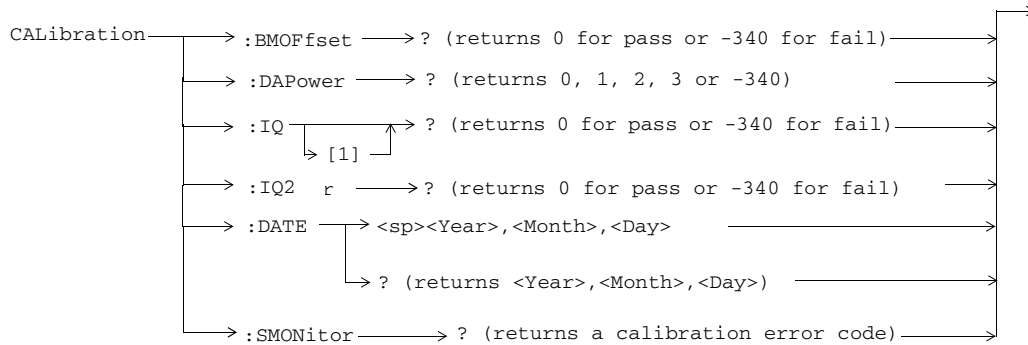 CALibration :BMOFfset ? (returns 0 for pass or -340 for fail)
:DAPower ? (returns 0, 1, 2, 3 or -340)
:IQ ? (returns 0 for pass or -340 for fail)
[1]
:IQ2 r ? (returns 0 for pass or -340 for fail)
:DATE <sp><Year>,<Month>,<Day>
? (returns <Year>,<Month>,<Day>)
:SMONitor ? (returns a calibration error code)